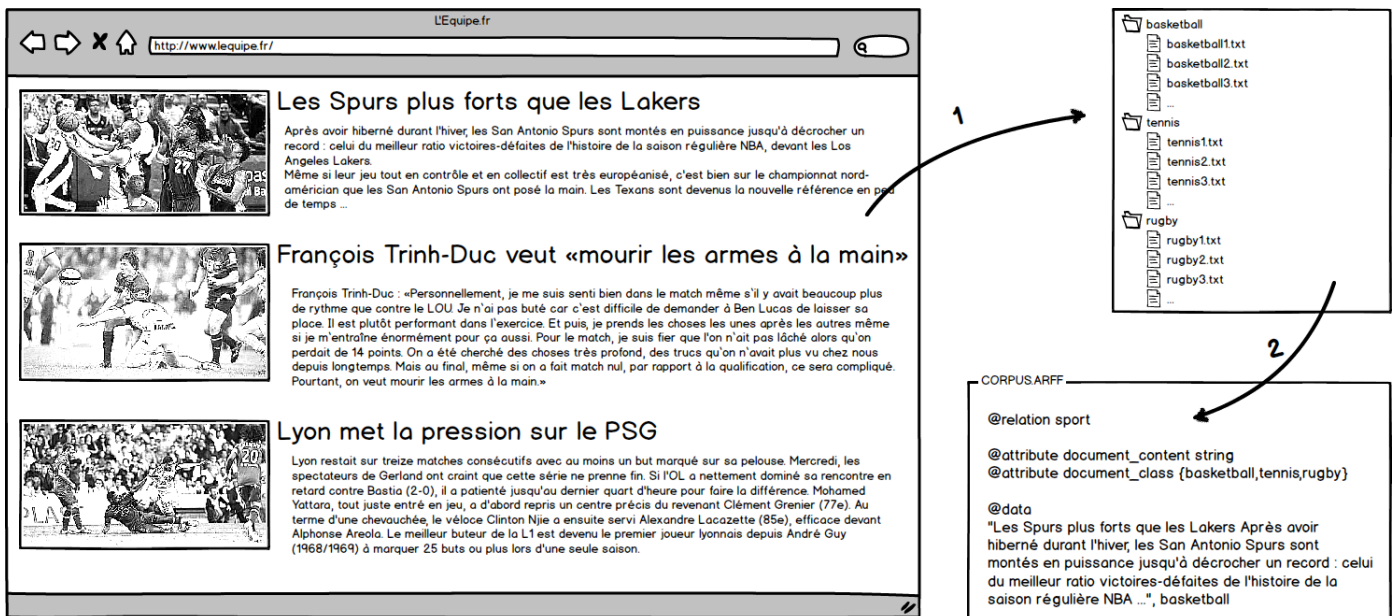 L'Equipe.fr
http://www.lequipe.fr/
Les Spurs plus forts que les Lakers
Après avoir hiberné durant l'hiver, les San Antonio Spurs sont montés en puissance jusqu'à décrocher un
record : celui du meilleur ratio victoires-défaites de l'histoire de la saison régulière NBA, devant les Los
Angeles Lakers.
Même si leur jeu tout en contrôle et en collectif est très européanisé, c'est bien sur le championnat nord-
américian que les San Antonio Spurs ont posé la main. Les Texans sont devenus la nouvelle référence en peu
de temps ...
François Trinh-Duc veut «mourir les armes à la main»
François Trinh-Duc : «Personnellement, je me suis senti bien dans le match même s`il y avait beaucoup plus
de rythme que contre le LOU. Je n`ai pas buté car c`est difficile de demander à Ben Lucas de laisser sa
place. Il est plutôt performant dans l`exercice. Et puis, je prends les choses les unes après les autres même
si je m`entraîne énormément pour ça aussi. Pour le match, je suis fier que l'on n`ait pas lâché alors qu`on
perdait de 14 points. On a été cherché des choses très profond, des trucs qu`on n`avait plus vu chez nous
depuis longtemps. Mais au final, même si on a fait match nul, par rapport à la qualification, ce sera compliqué.
Pourtant, on veut mourir les armes à la main.»
Lyon met la pression sur le PSG
Lyon restait sur treize matches consécutifs avec au moins un but marqué sur sa pelouse. Mercredi, les
spectateurs de Gerland ont craint que cette série ne prenne fin. Si l'OL a nettement dominé sa rencontre en
retard contre Bastia (2-0), il a patienté jusqu'au dernier quart d'heure pour faire la différence. Mohamed
Yattara, tout juste entré en jeu, a d'abord repris un centre précis du revenant Clément Grenier (77e). Au
terme d'une chevauchée, le véloce Clinton Njie a ensuite servi Alexandre Lacazette (85e), efficace devant
Alphonse Areola. Le meilleur buteur de la L1 est devenu le premier joueur lyonnais depuis André Guy
(1968/1969) à marquer 25 buts ou plus lors d'une seule saison.
1
basketball
basketball1.txt
basketball2.txt
basketball3.txt
...
tennis
tennis1.txt
tennis2.txt
tennis3.txt
...
rugby
rugby1.txt
rugby2.txt
rugby3.txt
...
2
CORPUS.ARFF
@relation sport
@attribute document_content string
@attribute document_class {basketball,tennis,rugby}
@data
"Les Spurs plus forts que les Lakers Après avoir
hiberné durant l'hiver, les San Antonio Spurs sont
montés en puissance jusqu'à décrocher un record : celui
du meilleur ratio victoires-défaites de l'histoire de la
saison régulière NBA ...", basketball